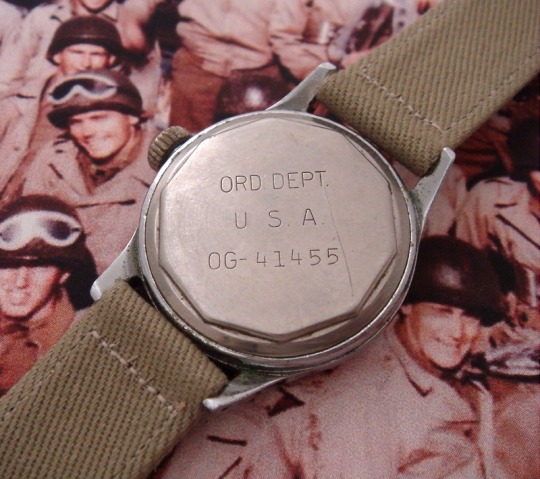 ORD DEPT.
U S. A.
OG-41455